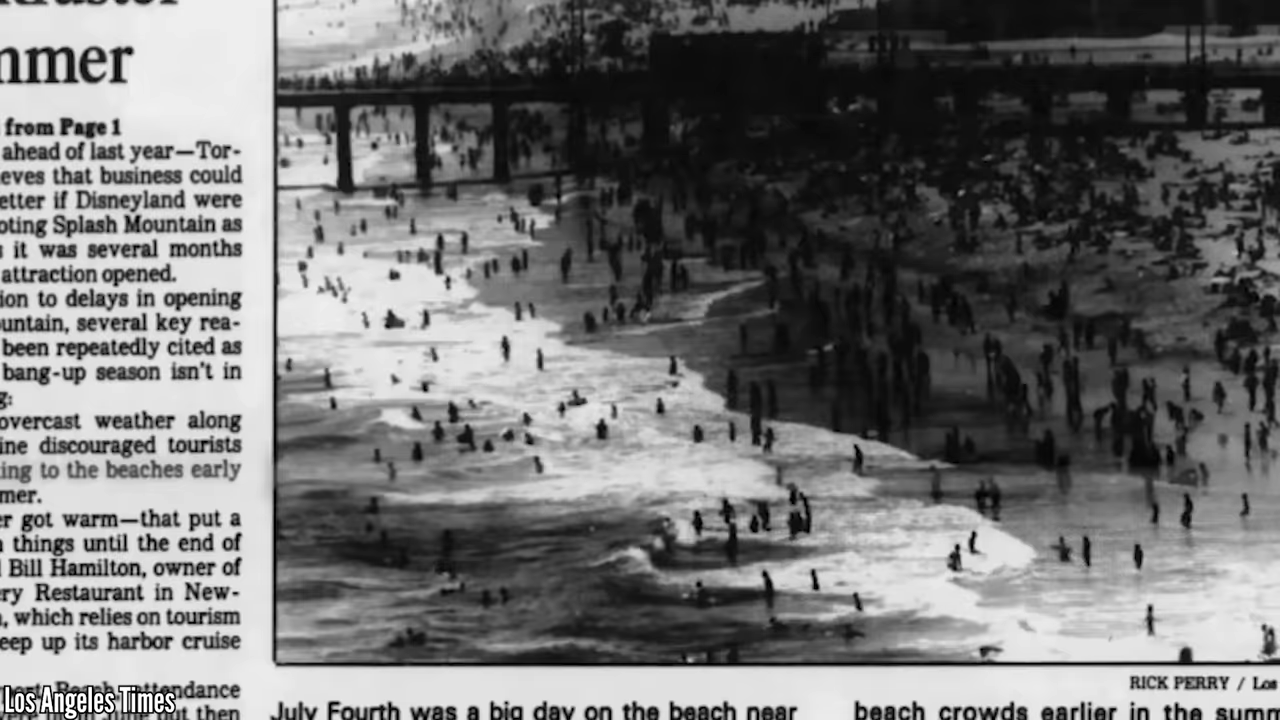 mmer
from Page 1
ahead of last year—Tor-
eves that business could
etter if Disneyland were
oting Splash Mountain as
s it was several months
attraction opened.
ion to delays in opening
ountain, several key rea-
been repeatedly cited as
bang-up season isn't in
g:
overcast weather along
ine discouraged tourists
ing to the beaches early
mer.
er got warm—that put a
n things until the end of
Bill Hamilton, owner of
ery Restaurant in New-
, which relies on tourism
eep up its harbor cruise
Los Angeles Times
RICK PERRY / Los
July Fourth was a big day on the beach near
beach crowds earlier in the summ